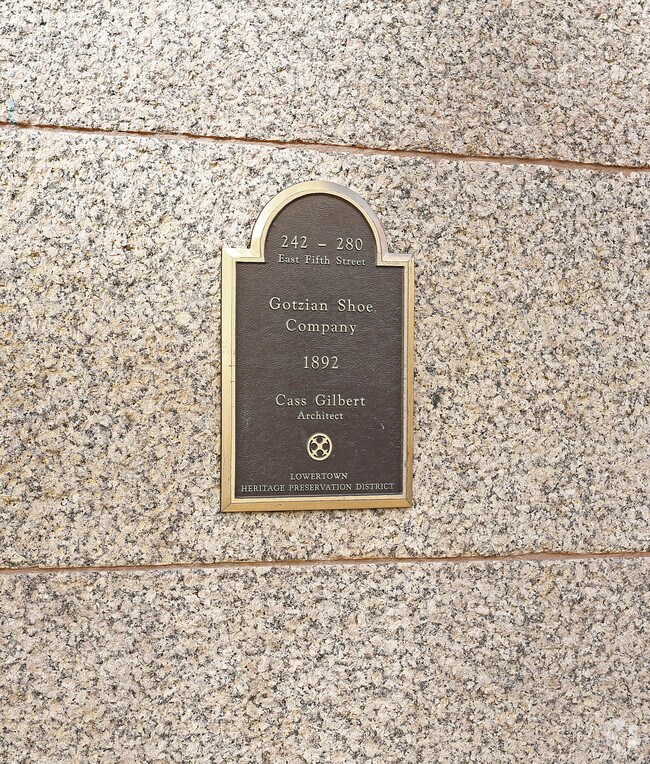 242 – 280
East Fifth Street
Gotzian Shoe
Company
1892
Cass Gilbert
Architect
LOWERTOWN
HERITAGE PRESERVATION DISTRICT